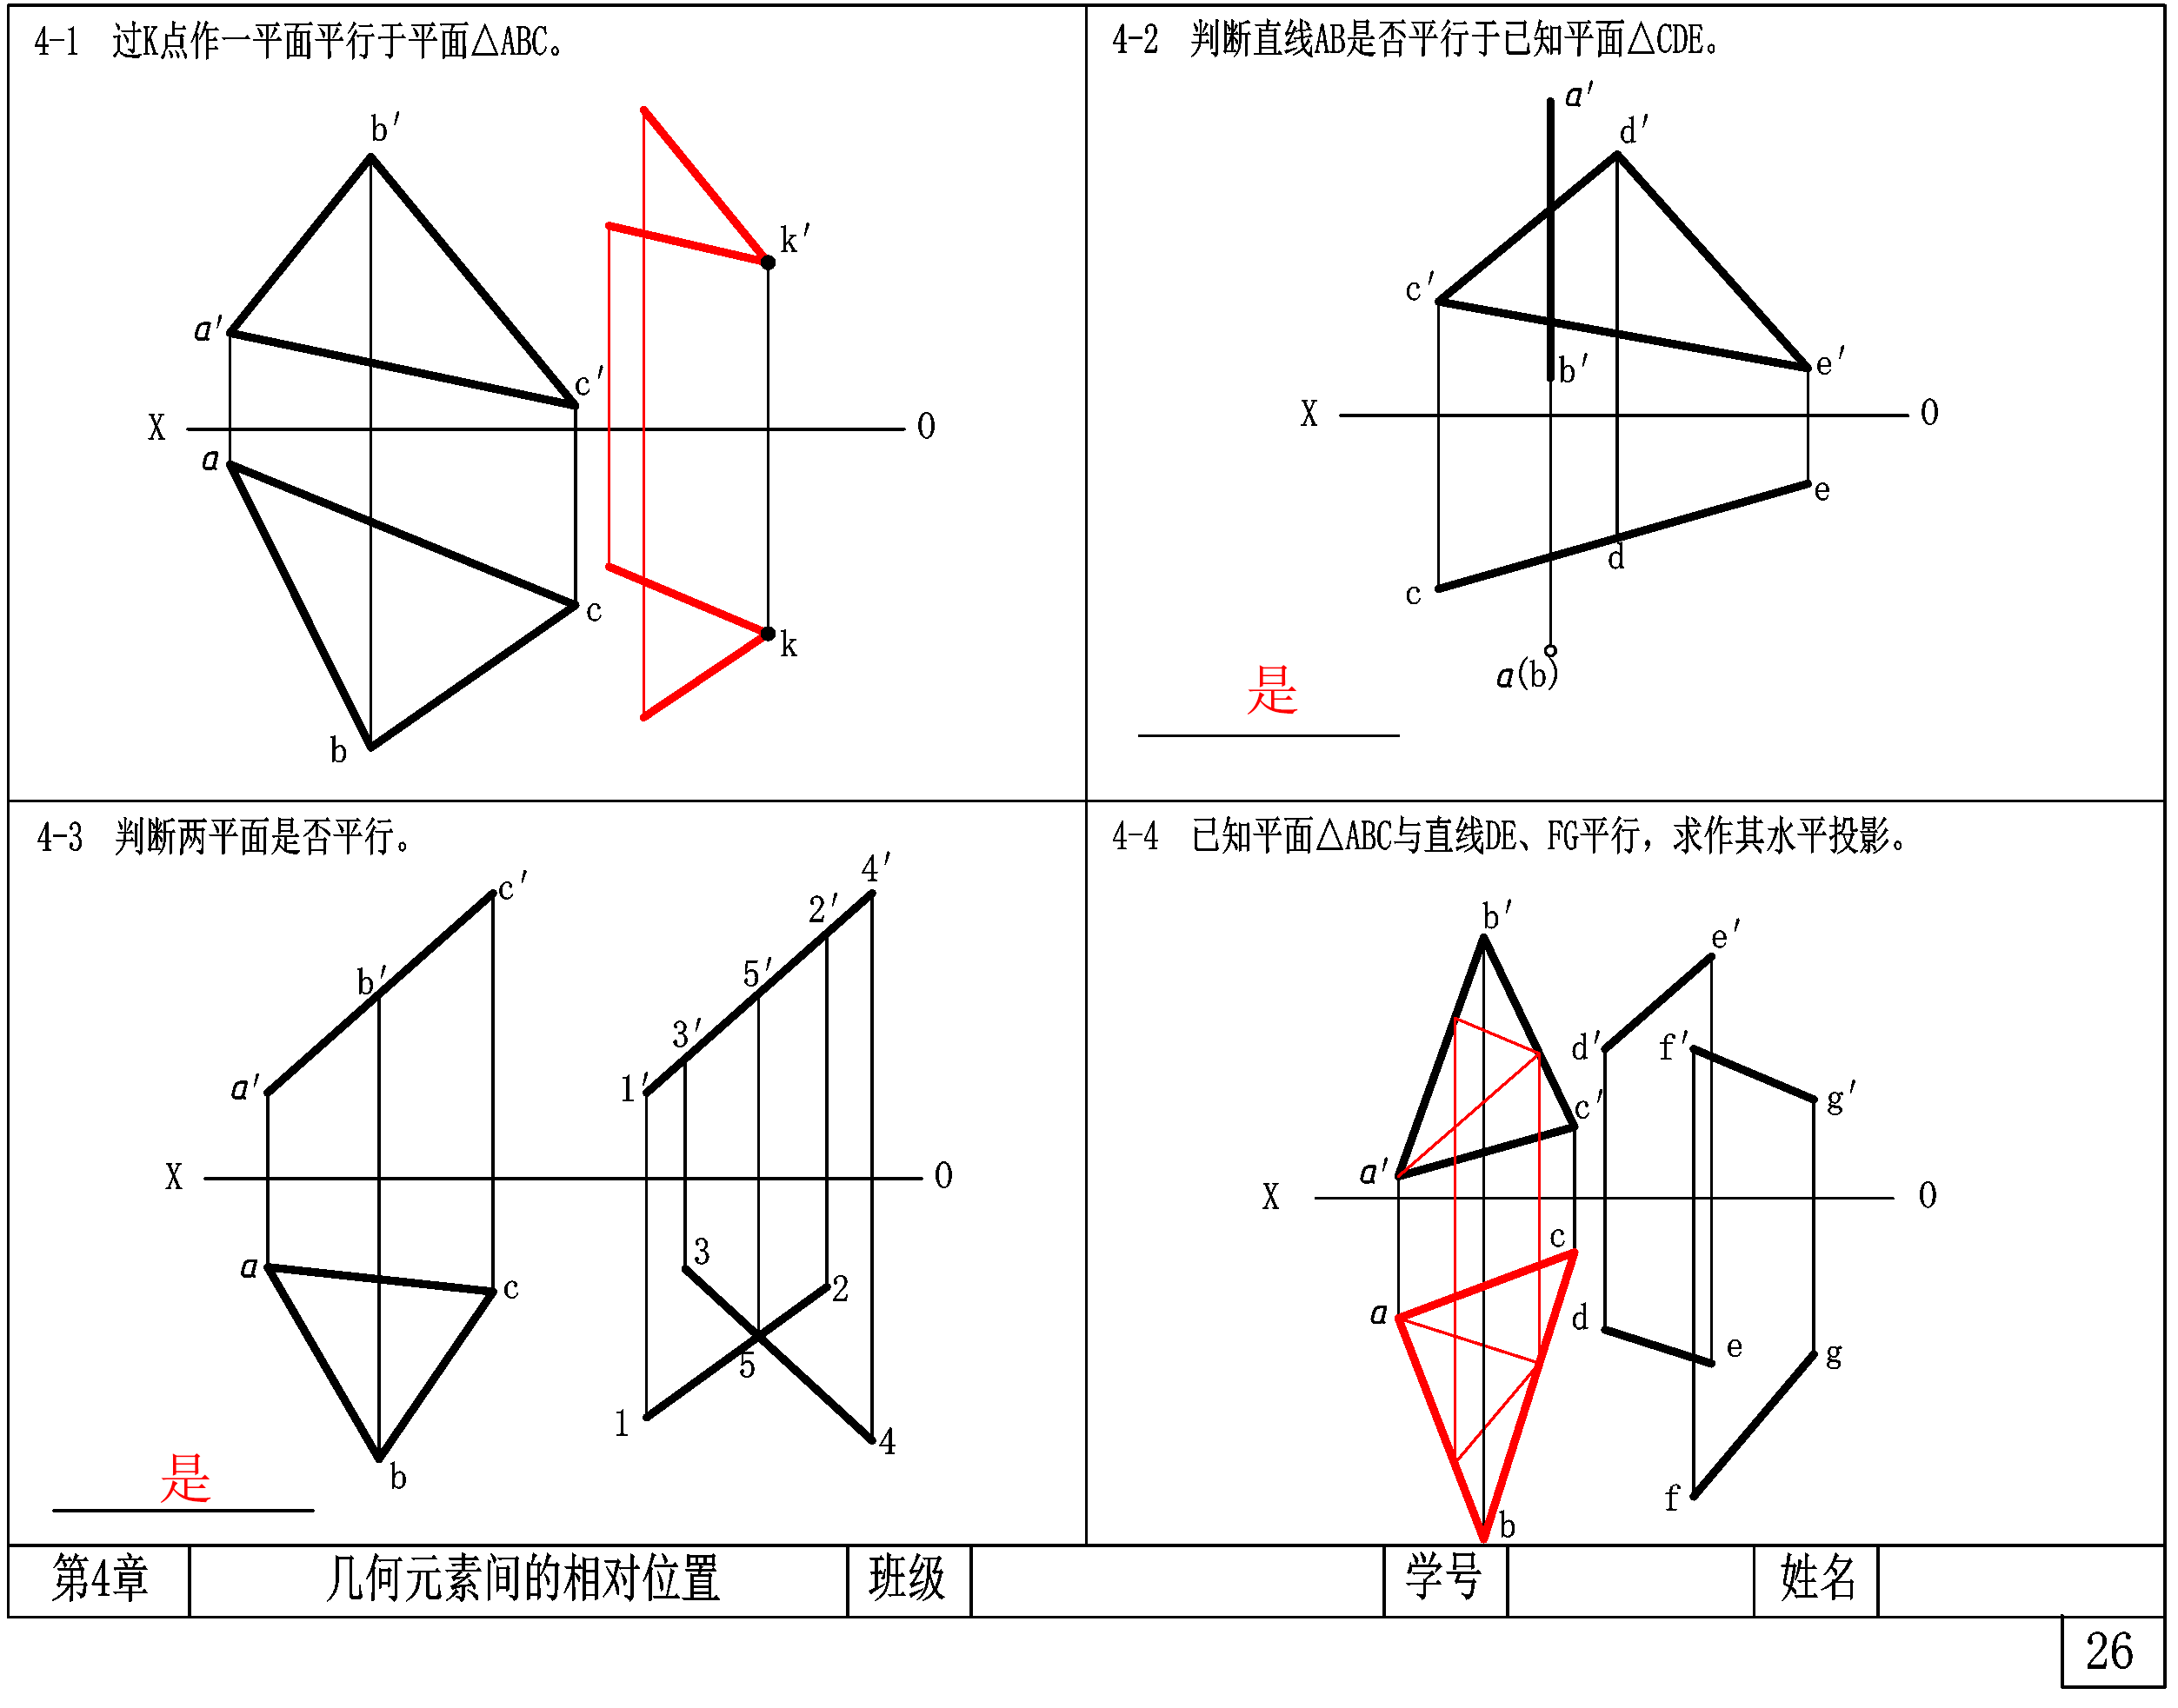 4-1 过K点作一平面平行于平面△ABC。
b′
k′
a′
c′
X
O
a
c
k
b
4-2 判断直线AB是否平行于已知平面△CDE。
a′
d′
c′
b′
e′
X
O
e
d
c
a(b)
是
4-3 判断两平面是否平行。
c′
4′
2′
b′
5′
3′
a′
1′
X
O
a
c
3
2
5
1
4
b
是
4-4 已知平面△ABC与直线DE、FG平行，求作其水平投影。
b′
e′
d′
f′
c′
g′
a′
X
O
c
a
d
e
g
f
b
第4章 几何元素间的相对位置 班级 学号 姓名
26